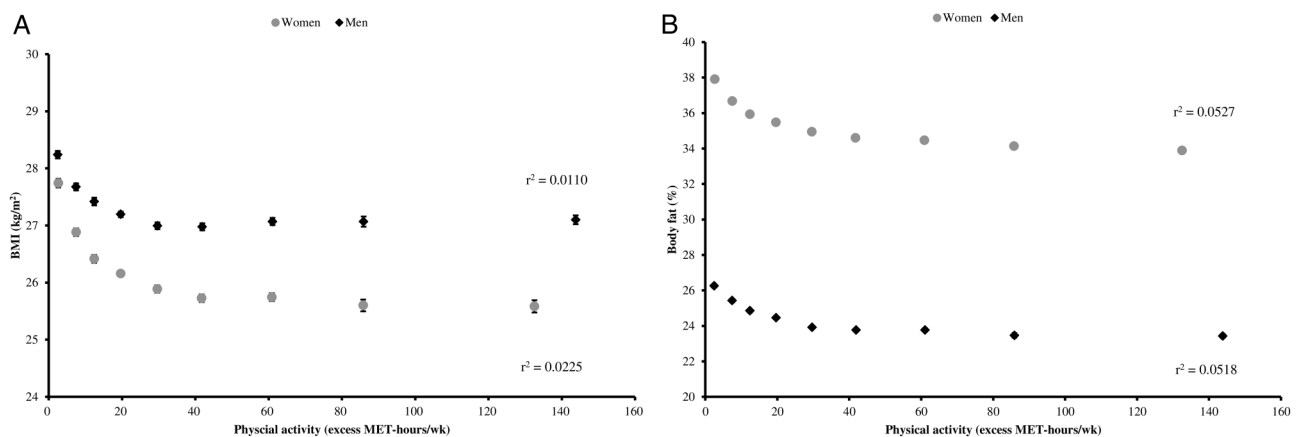 A
Women Men
30
29
28
27
26
25
24
BMI (kg/m²)
r² = 0.0110
r² = 0.0225
0 20 40 60 80 100 120 140 160
Physcial activity (excess MET-hours/wk)
B
Women Men
40
38
36
34
32
30
28
26
24
22
20
Body fat (%)
r² = 0.0527
r² = 0.0518
0 20 40 60 80 100 120 140 160
Physical activity (excess MET-hours/wk)